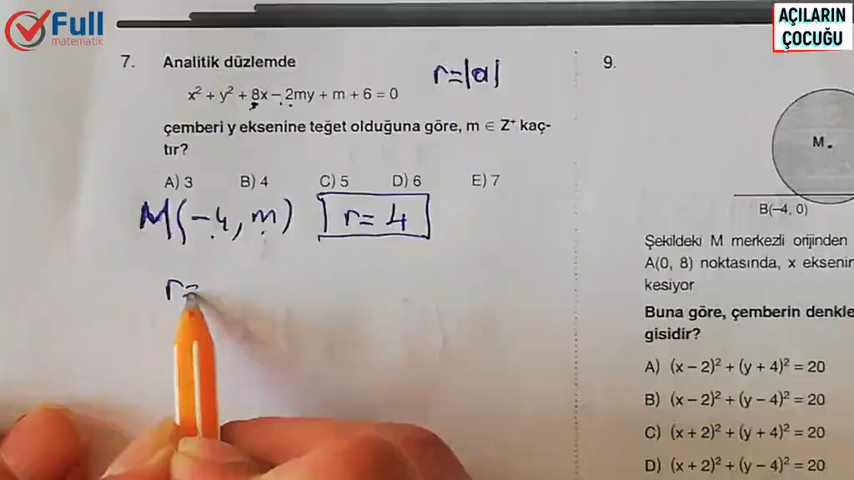 Full
matematik
AÇILARIN
ÇOCUĞU
7. Analitik düzlemde
x² + y² + 8x − 2my + m + 6 = 0
r=|a|
çemberi y eksenine teğet olduğuna göre, m ∈ Z⁺ kaç-
tır?
A) 3 B) 4 C) 5 D) 6 E) 7
M(−4, m) r= 4
r=
9.
M.
B(−4, 0)
Şekildeki M merkezli orijinden
A(0, 8) noktasında, x eksenin
kesiyor
Buna göre, çemberin denkle
gisidir?
A) (x − 2)² + (y + 4)² = 20
B) (x − 2)² + (y − 4)² = 20
C) (x + 2)² + (y + 4)² = 20
D) (x + 2)² + (y − 4)² = 20